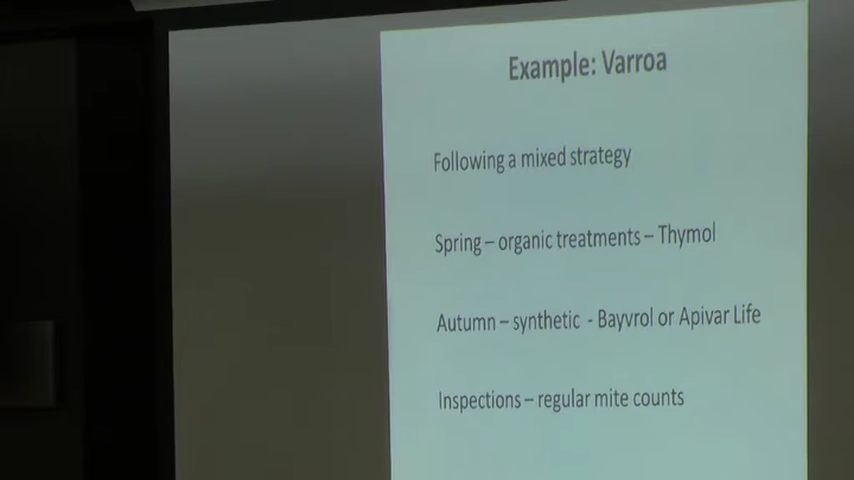 Example: Varroa
Following a mixed strategy
Spring – organic treatments – Thymol
Autumn – synthetic - Bayvrol or Apivar Life
Inspections – regular mite counts